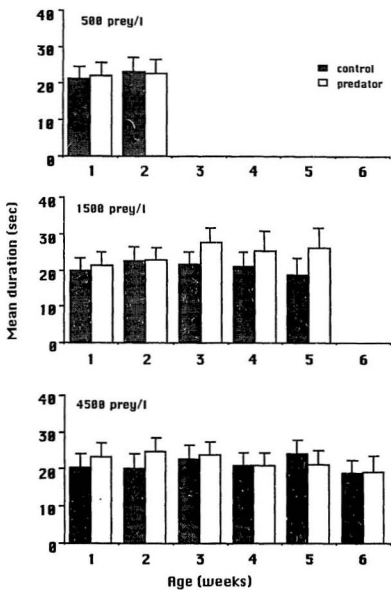 500 prey/l
control
predator
40
30
20
10
0
1 2 3 4 5 6
Mean duration (sec)
1500 prey/l
40
30
20
10
0
1 2 3 4 5 6
4500 prey/l
40
30
20
10
0
1 2 3 4 5 6
Age (weeks)